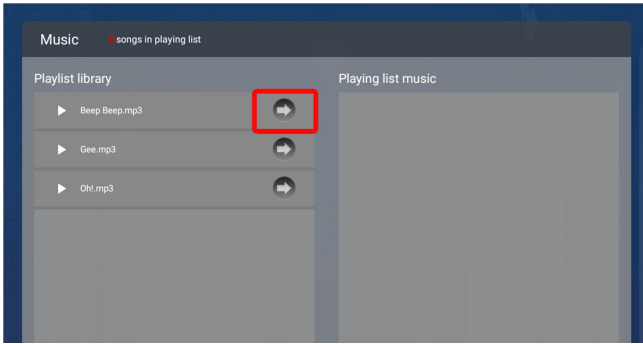 Music songs in playing list
Playlist library
Playing list music
Beep Beep.mp3
Gee.mp3
Oh!.mp3